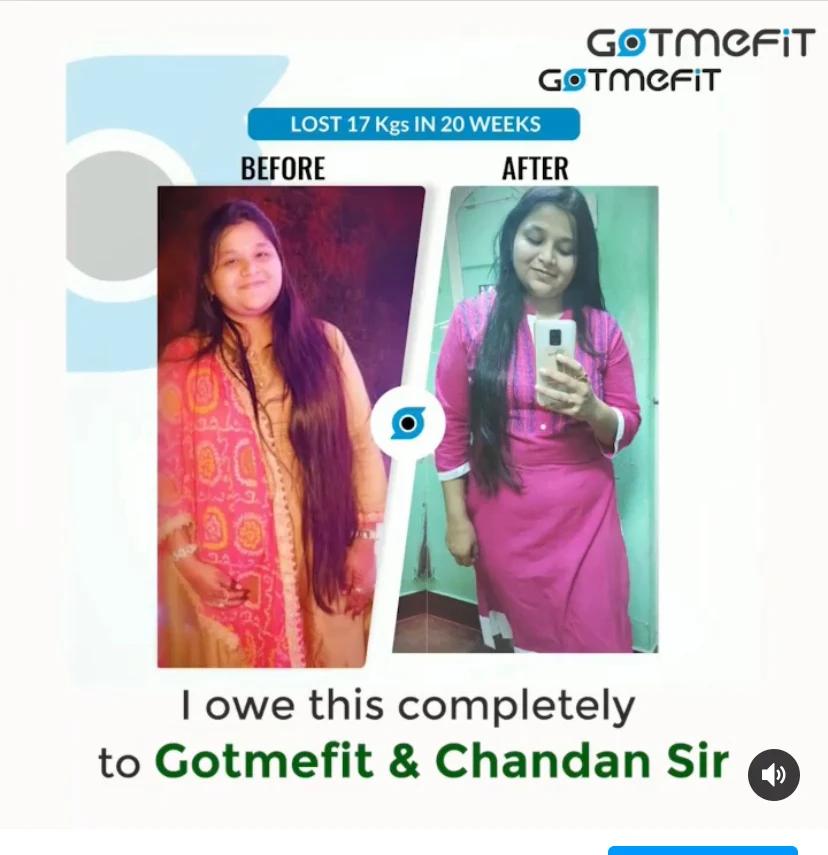 GOTMEFIT
GOTMEFIT
LOST 17 Kgs IN 20 WEEKS
BEFORE
AFTER
I owe this completely
to Gotmefit & Chandan Sir